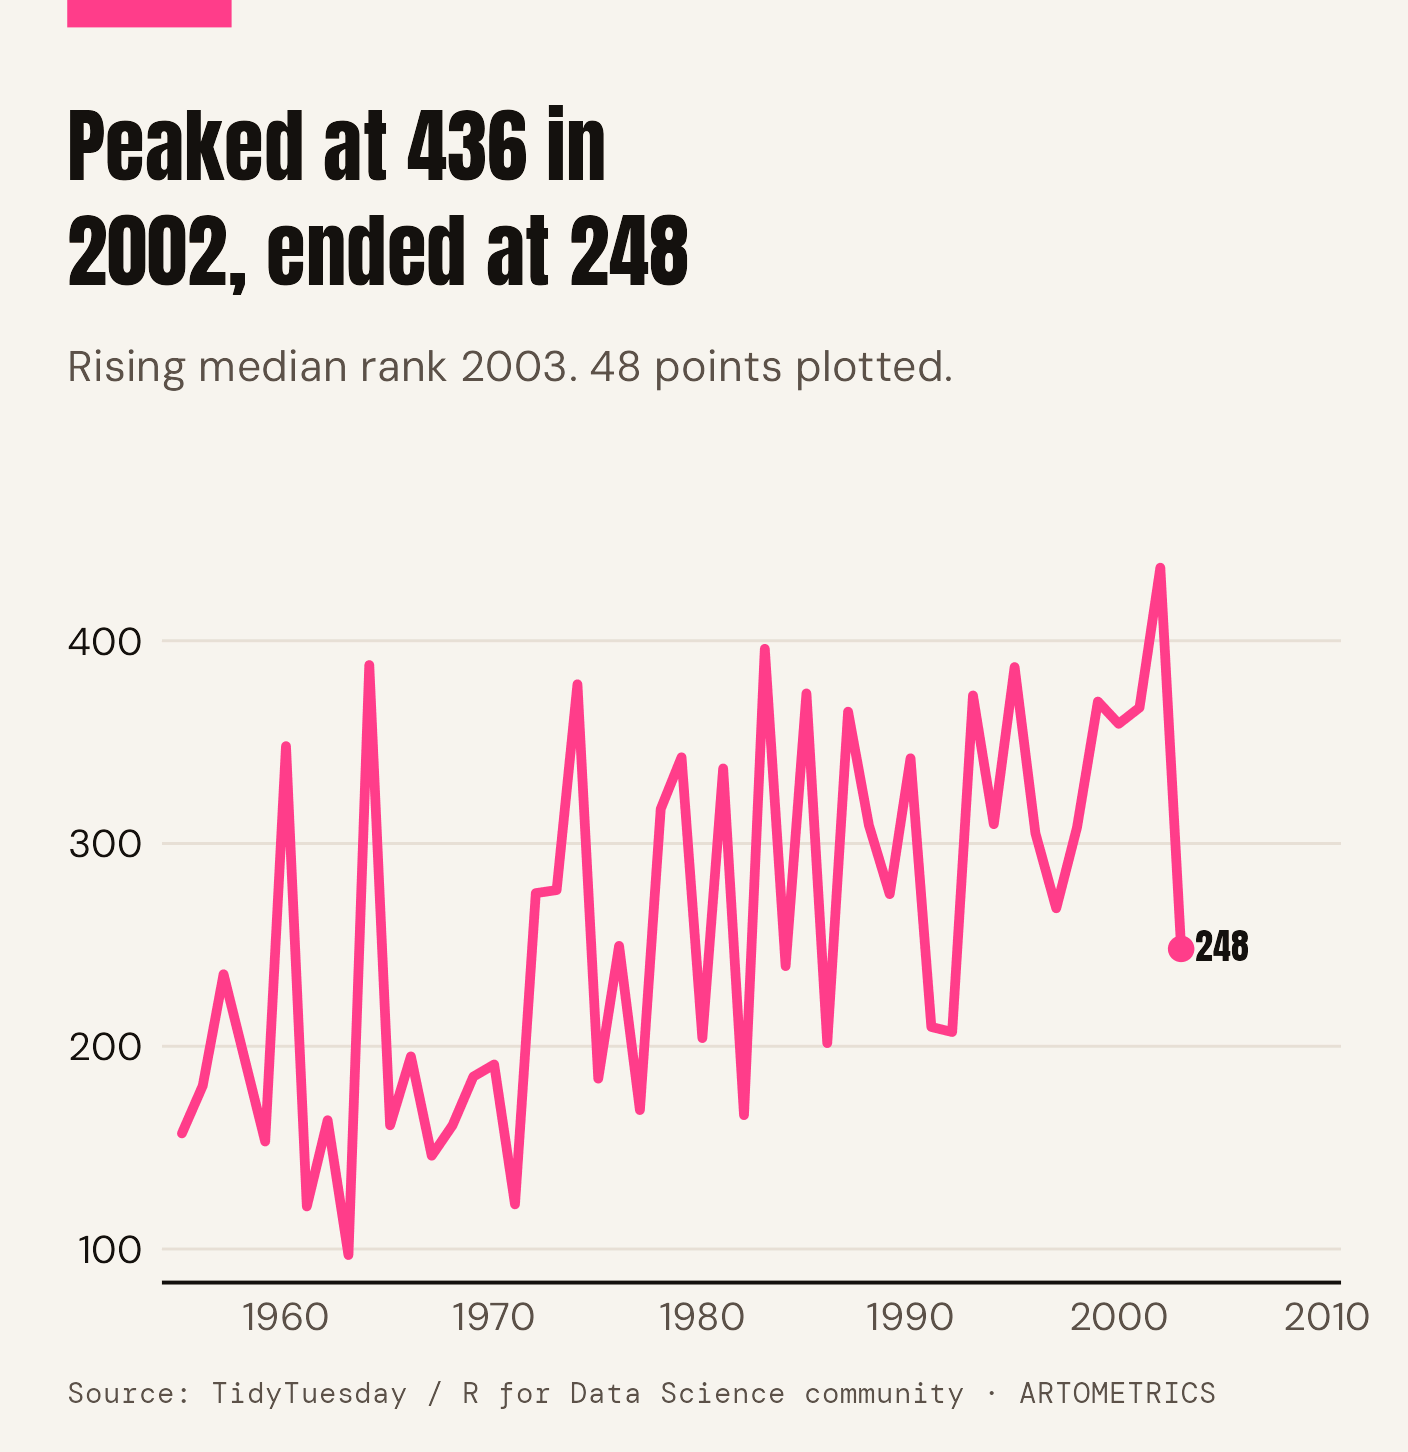 Peaked at 436 in
2002, ended at 248
Rising median rank 2003. 48 points plotted.
400
300
248
200
100
1960 1970 1980 1990 2000 2010
Source: TidyTuesday / R for Data Science community · ARTOMETRICS